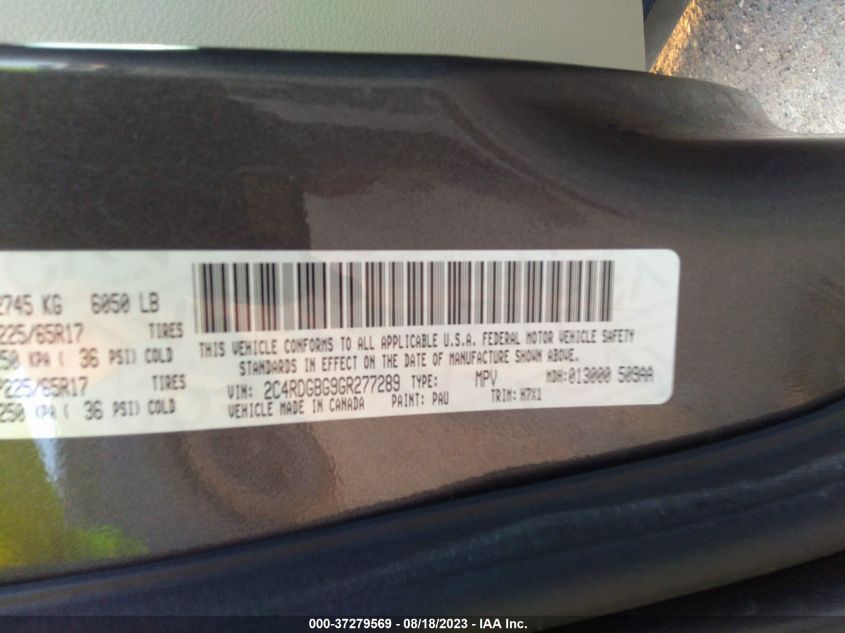 2745 KG 6050 LB
225/65R17 TIRES
250 KPA ( 36 PSI) COLD
P225/65R17 TIRES
250 KPA ( 36 PSI) COLD
THIS VEHICLE CONFORMS TO ALL APPLICABLE U.S.A. FEDERAL MOTOR VEHICLE SAFETY
STANDARDS IN EFFECT ON THE DATE OF MANUFACTURE SHOWN ABOVE.
VIN: 2C4RDGBG9GR277289 TYPE: MPV MDH:013000 509AA
VEHICLE MADE IN CANADA PAINT: PAU TRIM: H7X1
000-37279569 - 08/18/2023 - IAA Inc.